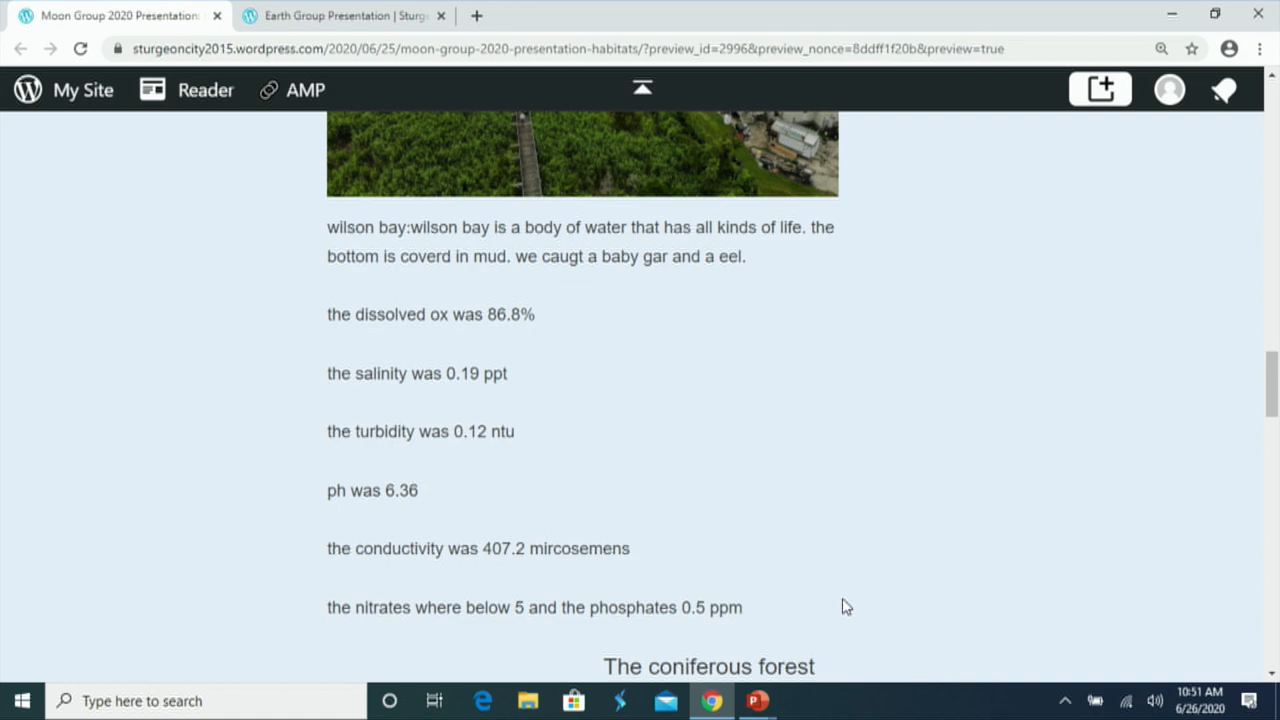 Moon Group 2020 Presentation:
Earth Group Presentation | Sturge
sturgeoncity2015.wordpress.com/2020/06/25/moon-group-2020-presentation-habitats/?preview_id=2996&preview_nonce=8ddff1f20b&preview=true
My Site Reader AMP
wilson bay:wilson bay is a body of water that has all kinds of life. the
bottom is coverd in mud. we caugt a baby gar and a eel.
the dissolved ox was 86.8%
the salinity was 0.19 ppt
the turbidity was 0.12 ntu
ph was 6.36
the conductivity was 407.2 mircosemens
the nitrates where below 5 and the phosphates 0.5 ppm
The coniferous forest
Type here to search
10:51 AM
6/26/2020